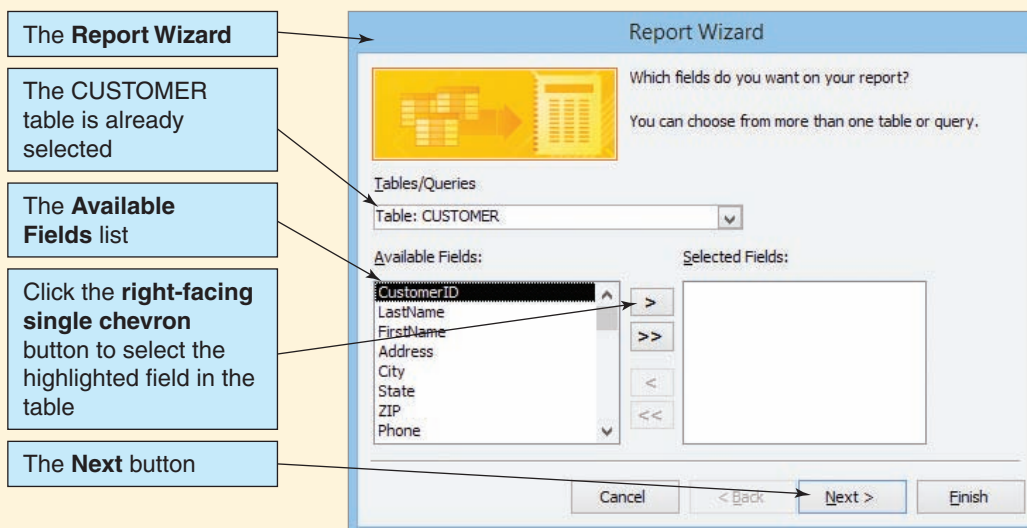 The Report Wizard
The CUSTOMER
table is already
selected
The Available
Fields list
Click the right-facing
single chevron
button to select the
highlighted field in the
table
The Next button
Report Wizard
Which fields do you want on your report?
You can choose from more than one table or query.
Tables/Queries
Table: CUSTOMER
Available Fields:
Selected Fields:
CustomerID
LastName
FirstName
Address
City
State
ZIP
Phone
>
>>
<
<<
Cancel
< Back
Next >
Finish